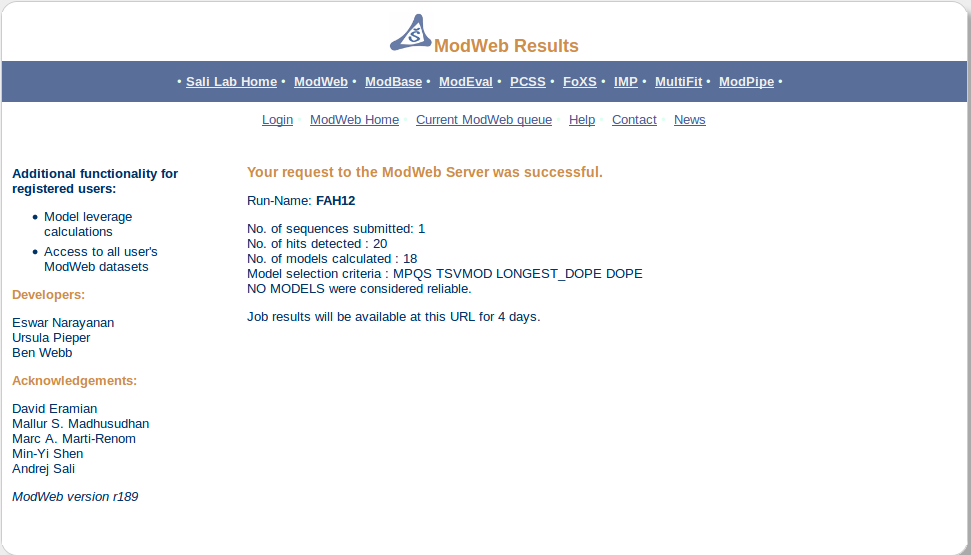 ModWeb Results
• Sali Lab Home • ModWeb • ModBase • ModEval • PCSS • FoXS • IMP • MultiFit • ModPipe •
Login ModWeb Home Current ModWeb queue Help Contact News
Additional functionality for
registered users:
• Model leverage
calculations
• Access to all user's
ModWeb datasets
Developers:
Eswar Narayanan
Ursula Pieper
Ben Webb
Acknowledgements:
David Eramian
Mallur S. Madhusudhan
Marc A. Marti-Renom
Min-Yi Shen
Andrej Sali
ModWeb version r189
Your request to the ModWeb Server was successful.
Run-Name: FAH12
No. of sequences submitted: 1
No. of hits detected : 20
No. of models calculated : 18
Model selection criteria : MPQS TSVMOD LONGEST_DOPE DOPE
NO MODELS were considered reliable.
Job results will be available at this URL for 4 days.